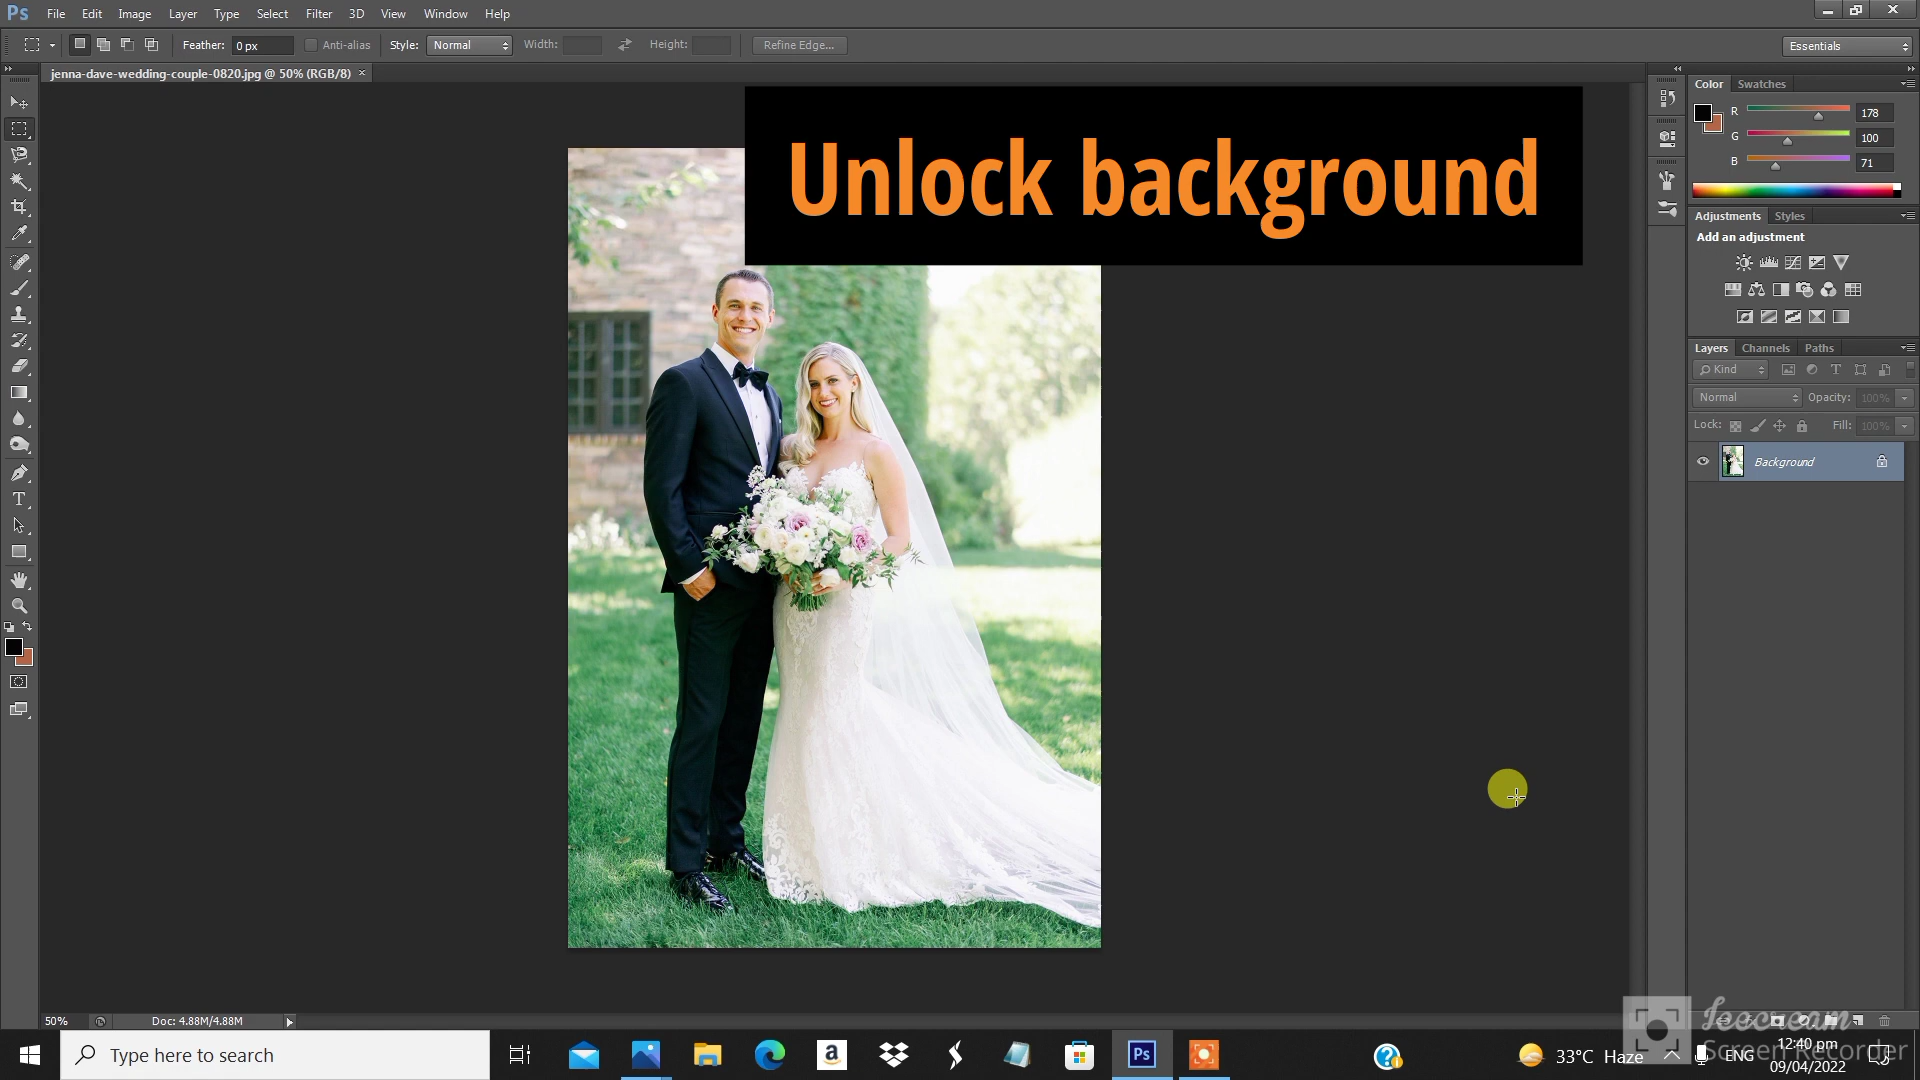 Ps File Edit Image Layer Type Select Filter 3D View Window Help
Feather: 0 px Anti-alias Style: Normal Width: Height: Refine Edge... Essentials
jenna-dave-wedding-couple-0820.jpg @ 50% (RGB/8) ×
Unlock background
Color Swatches
R 178
G 100
B 71
Adjustments Styles
Add an adjustment
Layers Channels Paths
Kind
Normal Opacity: 100%
Lock: Fill: 100%
Background
50% Doc: 4.88M/4.88M
Icecream
Screen Recorder
Type here to search
33°C Haze
ENG
12:40 pm
09/04/2022